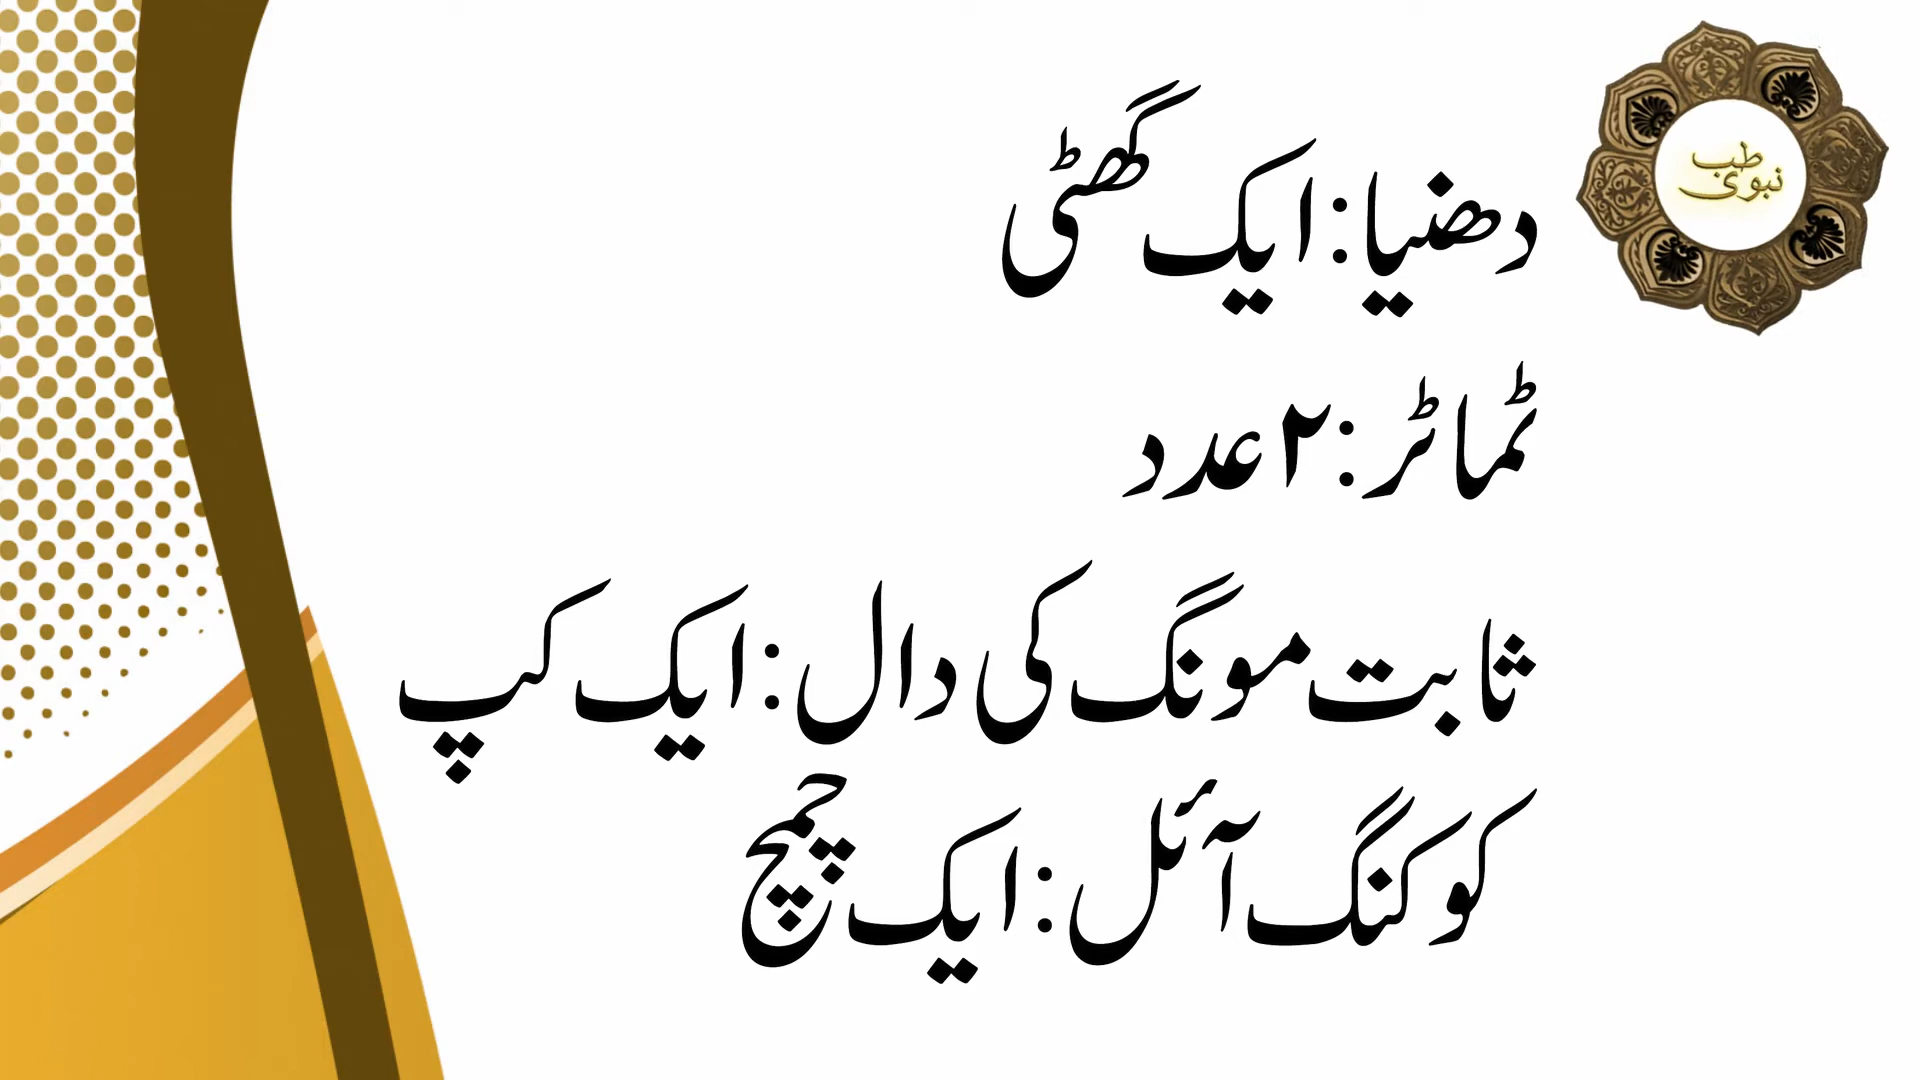 طب
نبوی
دھنیا: ایک گھٹی
ٹماٹر: ۲ عدد
ثابت مونگ کی دال: ایک کپ
کوکنگ آئل: ایک چمچ